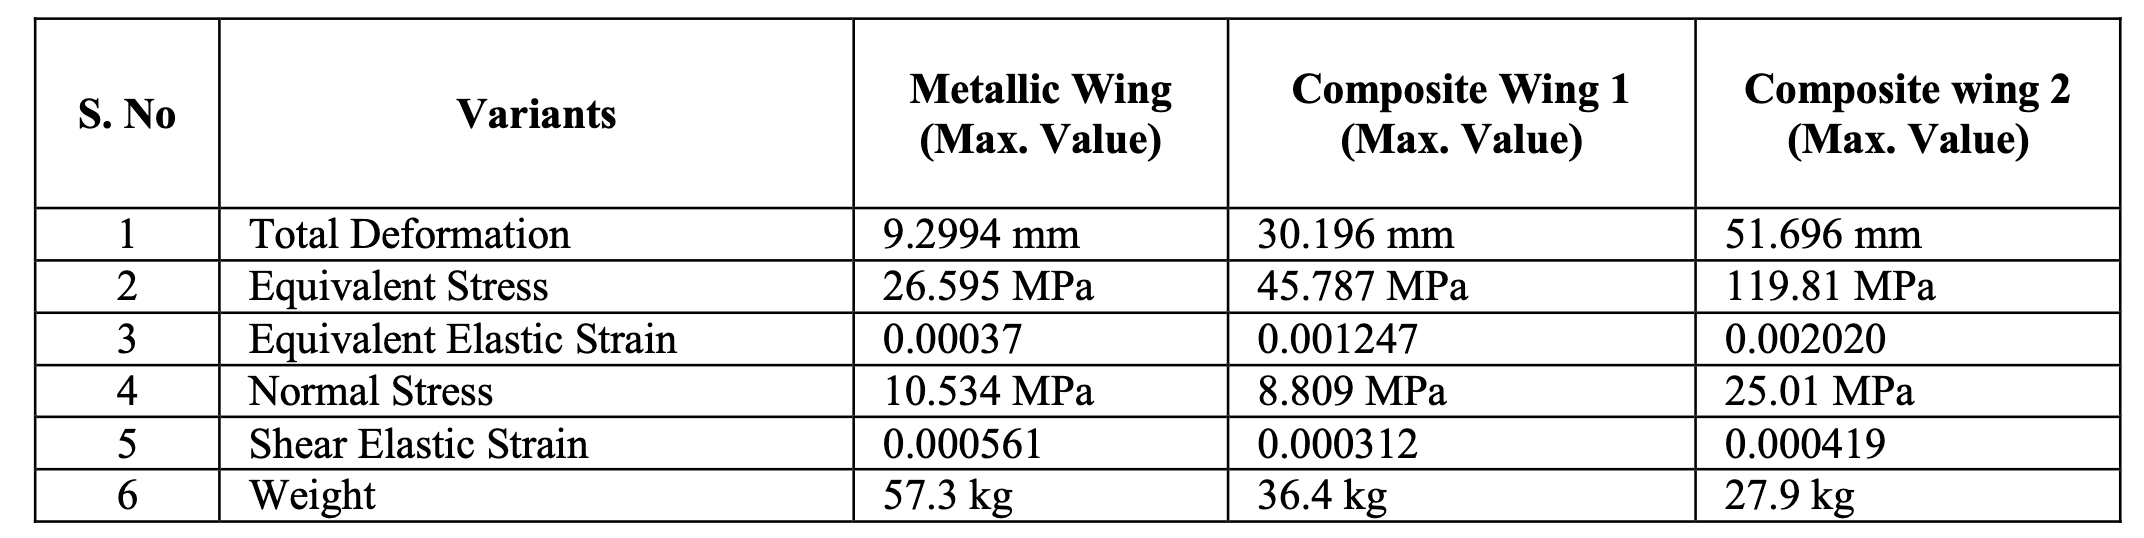 S. No Variants Metallic Wing (Max. Value) Composite Wing 1 (Max. Value) Composite wing 2 (Max. Value)
1 Total Deformation 9.2994 mm 30.196 mm 51.696 mm
2 Equivalent Stress 26.595 MPa 45.787 MPa 119.81 MPa
3 Equivalent Elastic Strain 0.00037 0.001247 0.002020
4 Normal Stress 10.534 MPa 8.809 MPa 25.01 MPa
5 Shear Elastic Strain 0.000561 0.000312 0.000419
6 Weight 57.3 kg 36.4 kg 27.9 kg